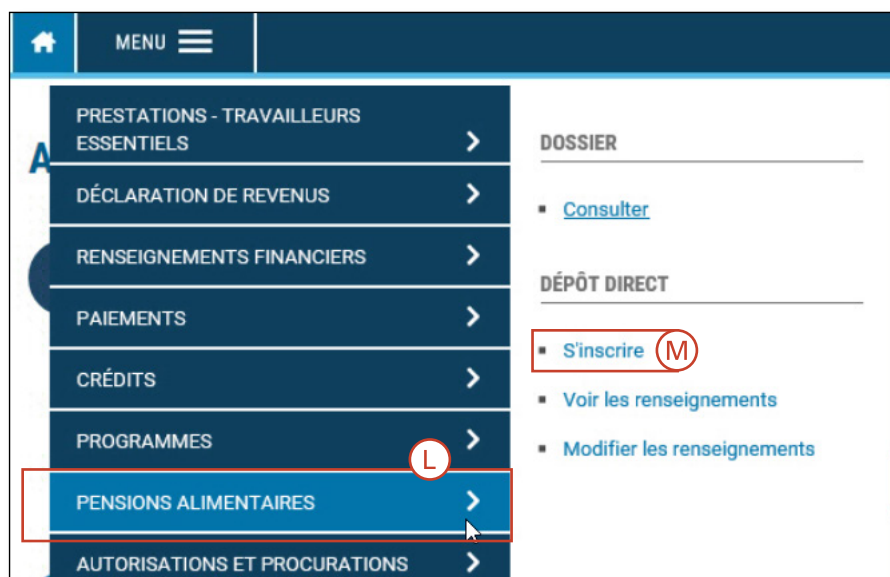 MENU
PRESTATIONS - TRAVAILLEURS
ESSENTIELS
A
DÉCLARATION DE REVENUS
RENSEIGNEMENTS FINANCIERS
PAIEMENTS
CRÉDITS
PROGRAMMES
L
PENSIONS ALIMENTAIRES
AUTORISATIONS ET PROCURATIONS
DOSSIER
Consulter
DÉPÔT DIRECT
S'inscrire M
Voir les renseignements
Modifier les renseignements